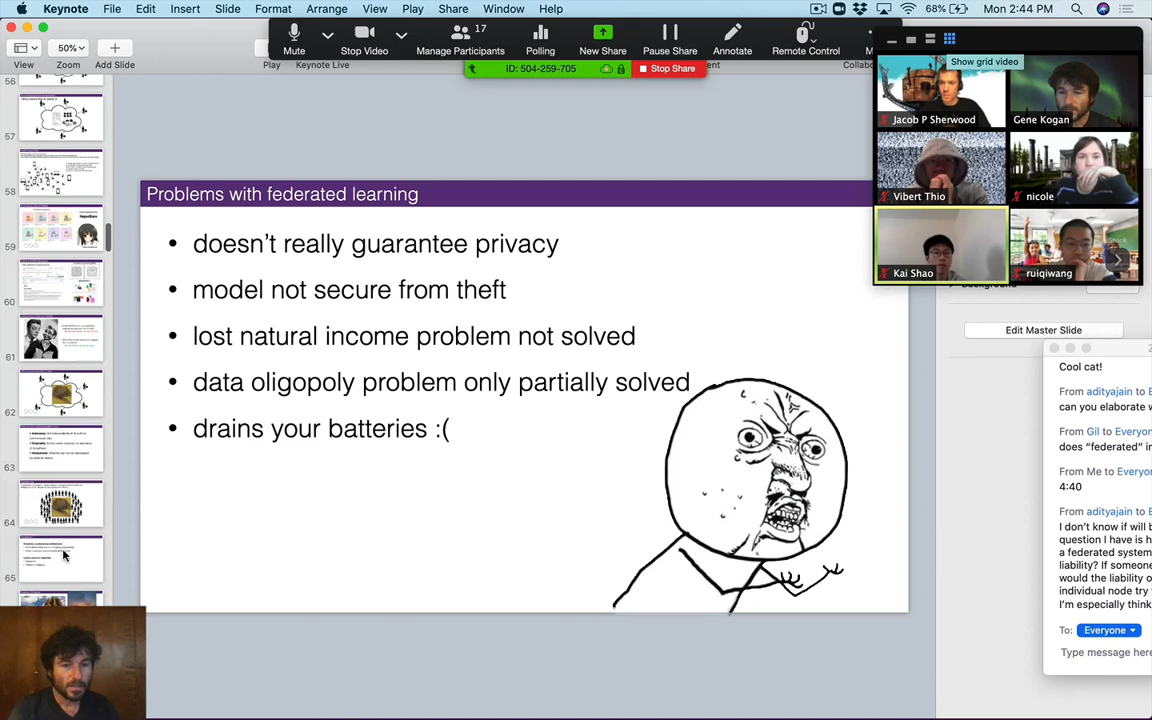 Keynote File Edit Insert Slide Format Arrange View Play Share Window Help
68% Mon 2:44 PM
50%
View Zoom Add Slide
Play Keynote Live
Mute Stop Video Manage Participants 17 Polling New Share Pause Share Annotate Remote Control
ID: 504-259-705 Stop Share
Show grid video
Jacob P Sherwood
Gene Kogan
Vibert Thio
nicole
Kai Shao
ruiqiwang
56
57
58
59
60
61
62
63
64
65
Problems with federated learning
• doesn’t really guarantee privacy
• model not secure from theft
• lost natural income problem not solved
• data oligopoly problem only partially solved
• drains your batteries :(
Edit Master Slide
Cool cat!
From adityajain to E
can you elaborate w
From Gil to Everyon
does “federated” in
From Me to Everyo
4:40
From adityajain to E
I don’t know if will b
question I have is h
a federated system
liability? If someone
would the liability o
individual node try
I’m especially think
To: Everyone
Type message here